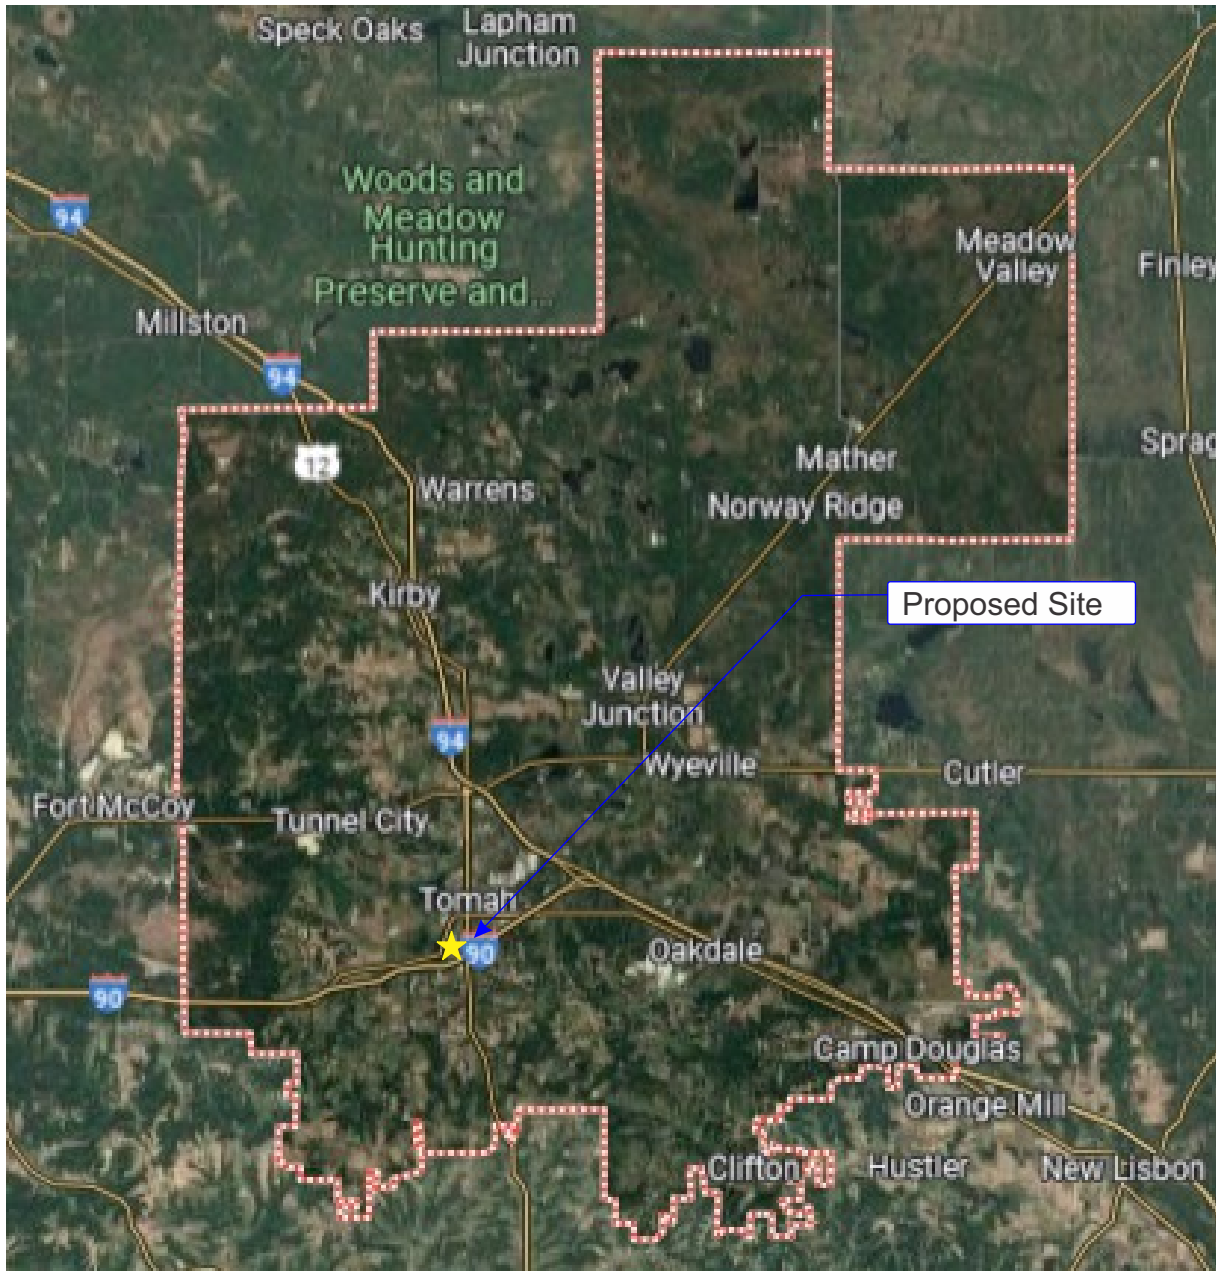 Speck Oaks
Lapham
Junction
Woods and
Meadow
Hunting
Preserve and...
94
Meadow
Valley
Finley
Millston
94
12
Warrens
Mather
Sprag
Norway Ridge
Kirby
Proposed Site
Valley
Junction
94
Wyeville
Cutler
Fort McCoy
Tunnel City
Tomah
90
Oakdale
90
Camp Douglas
Orange Mill
Clifton
Hustler
New Lisbon